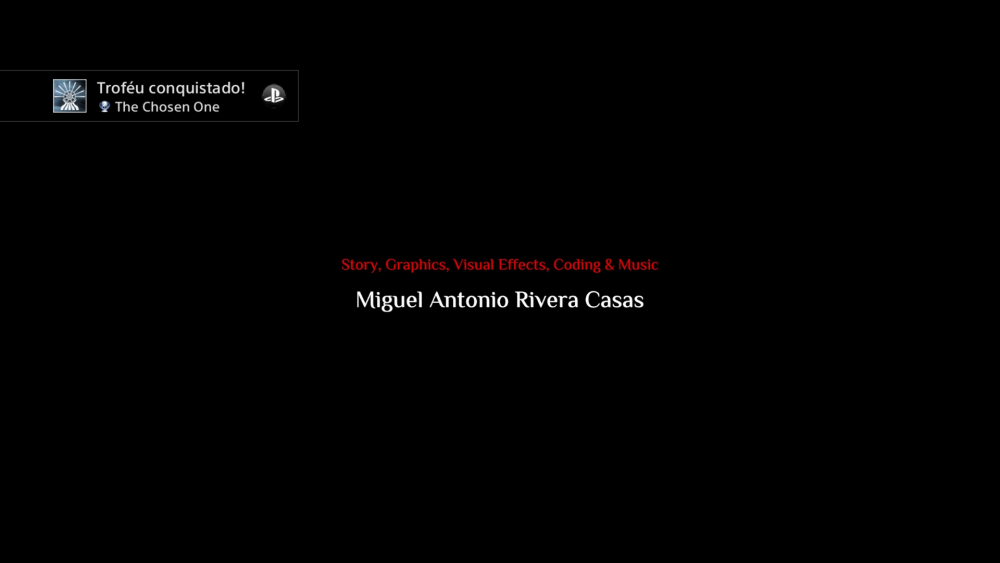 Troféu conquistado!
The Chosen One
Story, Graphics, Visual Effects, Coding & Music
Miguel Antonio Rivera Casas